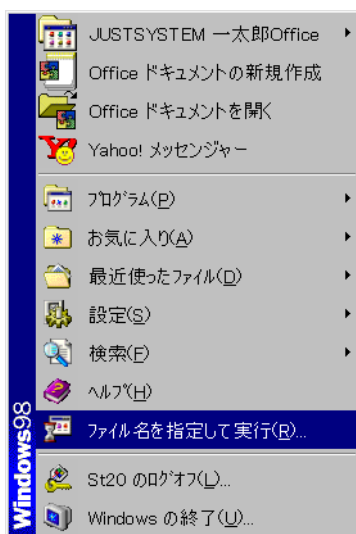 JUSTSYSTEM 一太郎Office
Office ドキュメントの新規作成
Office ドキュメントを開く
Yahoo! メッセンジャー
ﾌﾟﾛｸﾞﾗﾑ(P)
お気に入り(A)
最近使ったﾌｧｲﾙ(D)
設定(S)
検索(F)
ﾍﾙﾌﾟ(H)
ﾌｧｲﾙ名を指定して実行(R)...
St20 のﾛｸﾞｵﾌ(L)...
Windows の終了(U)...
Windows98